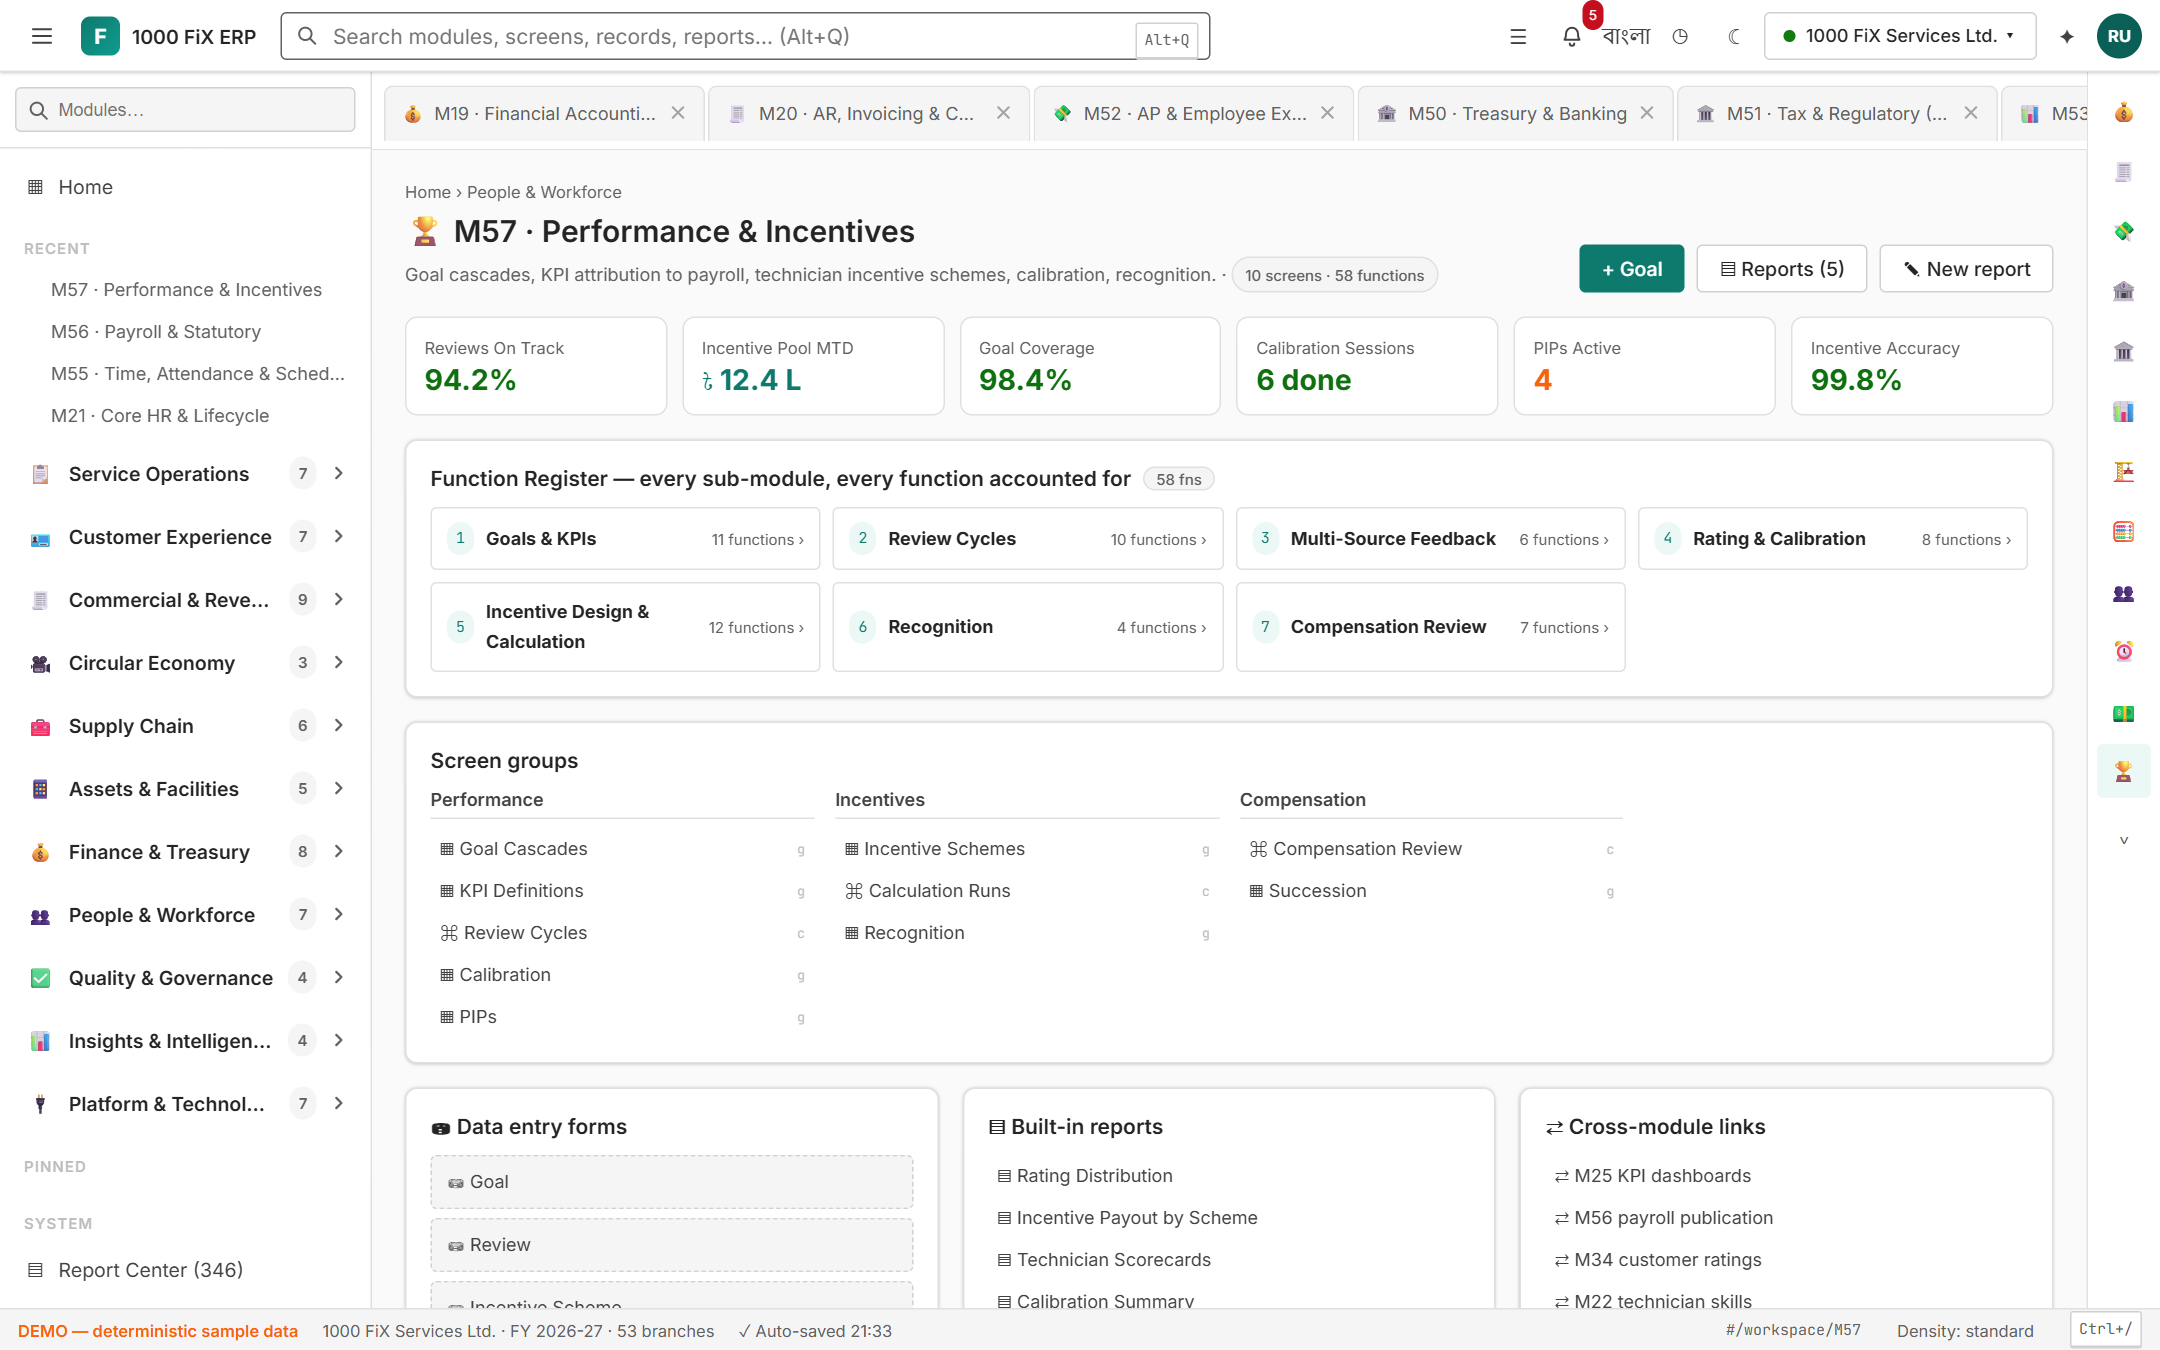 F 1000 FiX ERP
Search modules, screens, records, reports... (Alt+Q)
Alt+Q
5
বাংলা
1000 FiX Services Ltd.
RU
Modules...
Home
RECENT
M57 · Performance & Incentives
M56 · Payroll & Statutory
M55 · Time, Attendance & Sched...
M21 · Core HR & Lifecycle
Service Operations 7
Customer Experience 7
Commercial & Reve... 9
Circular Economy 3
Supply Chain 6
Assets & Facilities 5
Finance & Treasury 8
People & Workforce 7
Quality & Governance 4
Insights & Intelligen... 4
Platform & Technol... 7
PINNED
SYSTEM
Report Center (346)
M19 · Financial Accounti...
M20 · AR, Invoicing & C...
M52 · AP & Employee Ex...
M50 · Treasury & Banking
M51 · Tax & Regulatory (...
M53
Home › People & Workforce
M57 · Performance & Incentives
Goal cascades, KPI attribution to payroll, technician incentive schemes, calibration, recognition. ·
10 screens · 58 functions
+ Goal
Reports (5)
New report
Reviews On Track
94.2%
Incentive Pool MTD
৳ 12.4 L
Goal Coverage
98.4%
Calibration Sessions
6 done
PIPs Active
4
Incentive Accuracy
99.8%
Function Register — every sub-module, every function accounted for 58 fns
1 Goals & KPIs 11 functions ›
2 Review Cycles 10 functions ›
3 Multi-Source Feedback 6 functions ›
4 Rating & Calibration 8 functions ›
5 Incentive Design &
Calculation 12 functions ›
6 Recognition 4 functions ›
7 Compensation Review 7 functions ›
Screen groups
Performance
Goal Cascades g
KPI Definitions g
⌘ Review Cycles c
Calibration g
PIPs g
Incentives
Incentive Schemes g
⌘ Calculation Runs c
Recognition g
Compensation
⌘ Compensation Review c
Succession g
Data entry forms
Goal
Review
Incentive Scheme
Built-in reports
Rating Distribution
Incentive Payout by Scheme
Technician Scorecards
Calibration Summary
⇄ Cross-module links
⇄ M25 KPI dashboards
⇄ M56 payroll publication
⇄ M34 customer ratings
⇄ M22 technician skills
DEMO — deterministic sample data
1000 FiX Services Ltd. · FY 2026-27 · 53 branches
✓ Auto-saved 21:33
#/workspace/M57
Density: standard
Ctrl+/